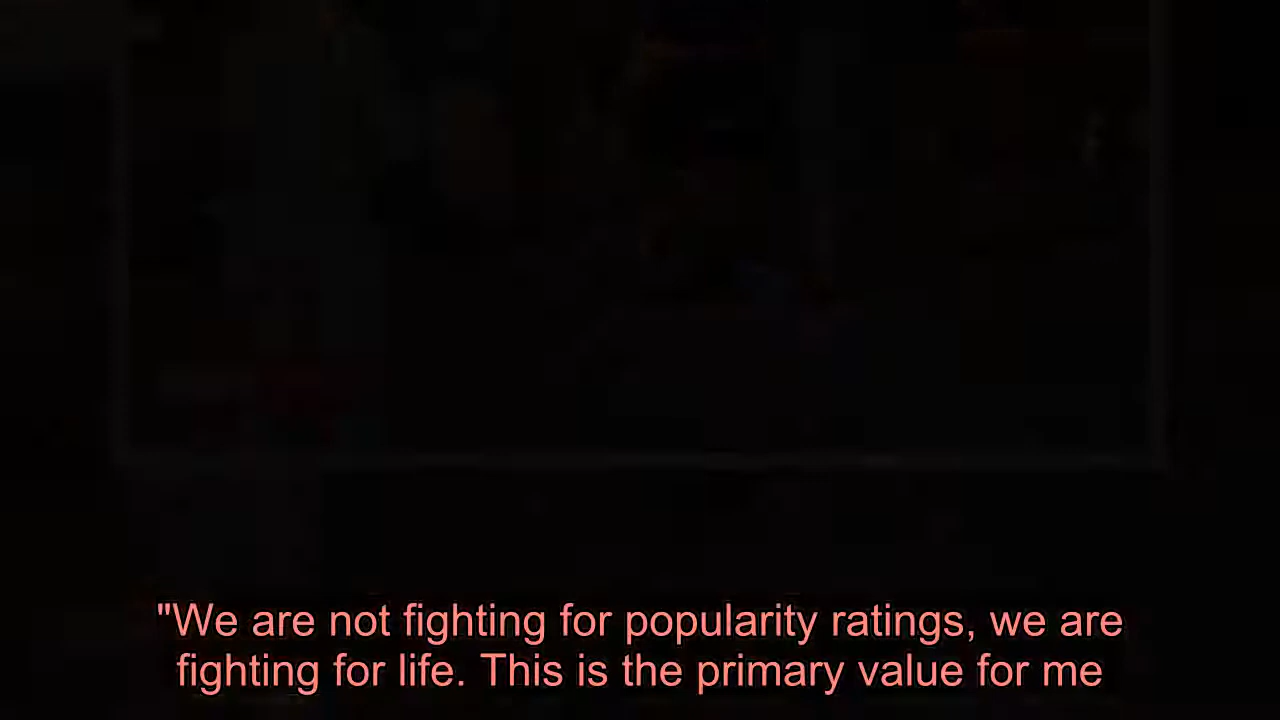 "We are not fighting for popularity ratings, we are
fighting for life. This is the primary value for me